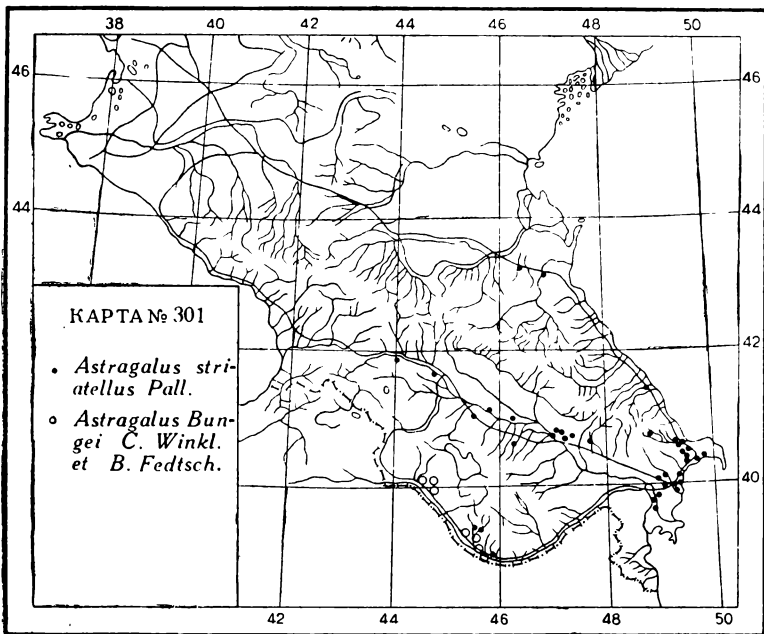 38 40 42 44 46 48 50
46 46
44 44
КАРТА № 301
42
• Astragalus stri-
atellus Pall.
○ Astragalus Bun-
gei C. Winkl.
et B. Fedtsch.
40
42 44 46 48 50